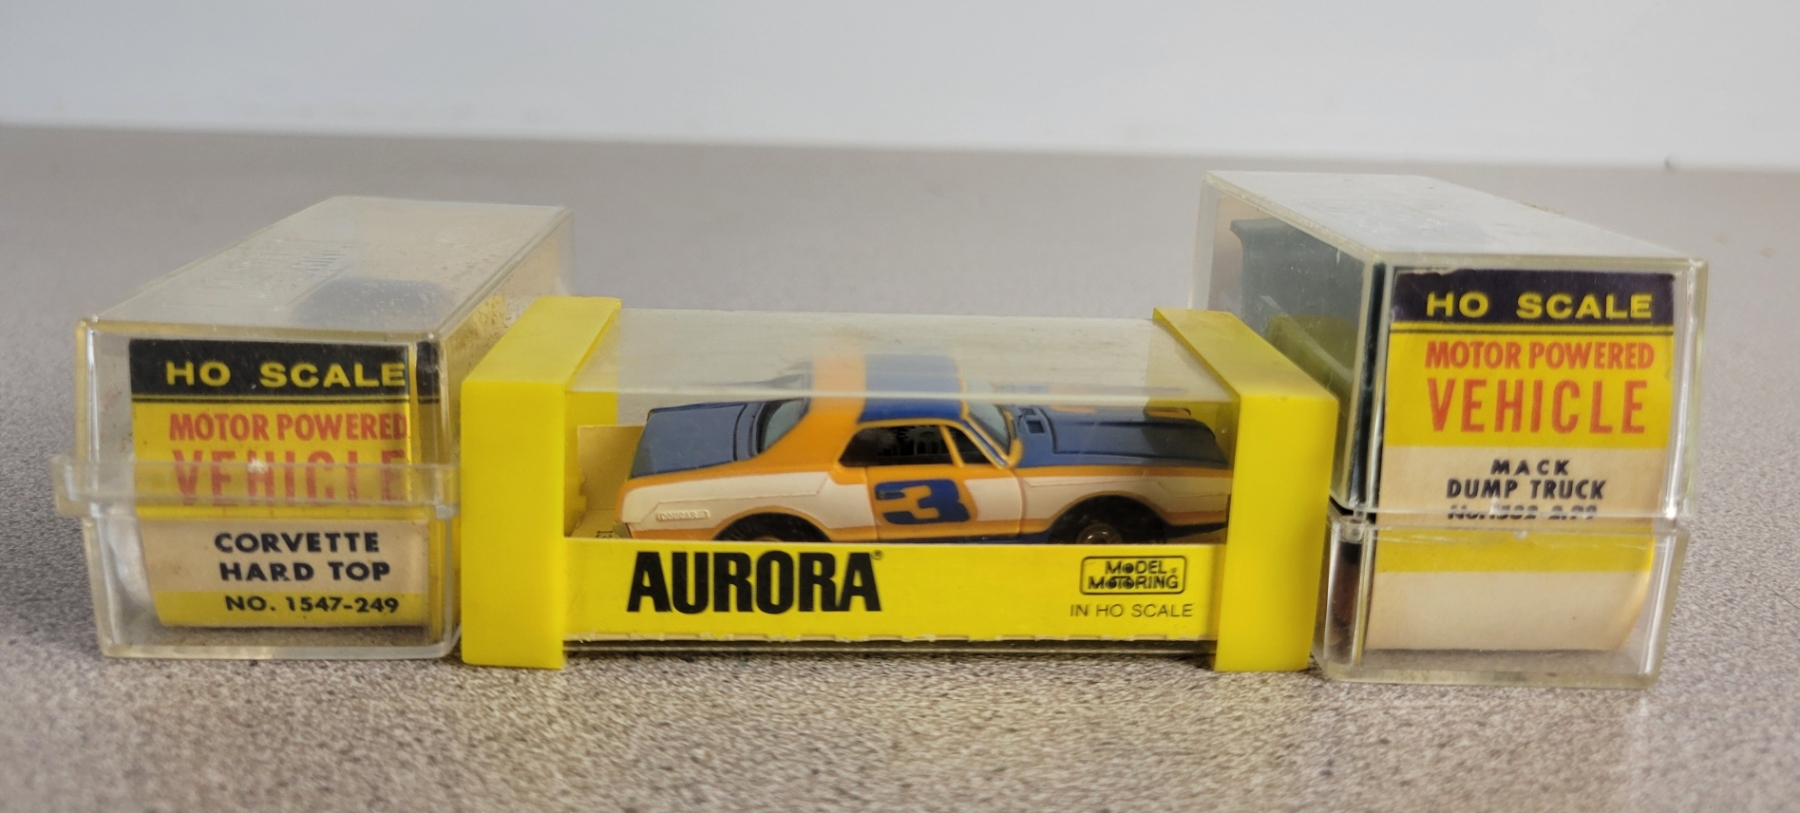 HO SCALE
MOTOR POWERED
VEHICLE
CORVETTE
HARD TOP
NO. 1547-249
3
AURORA®
MODEL
MOTORING®
IN HO SCALE
HO SCALE
MOTOR POWERED
VEHICLE
MACK
DUMP TRUCK